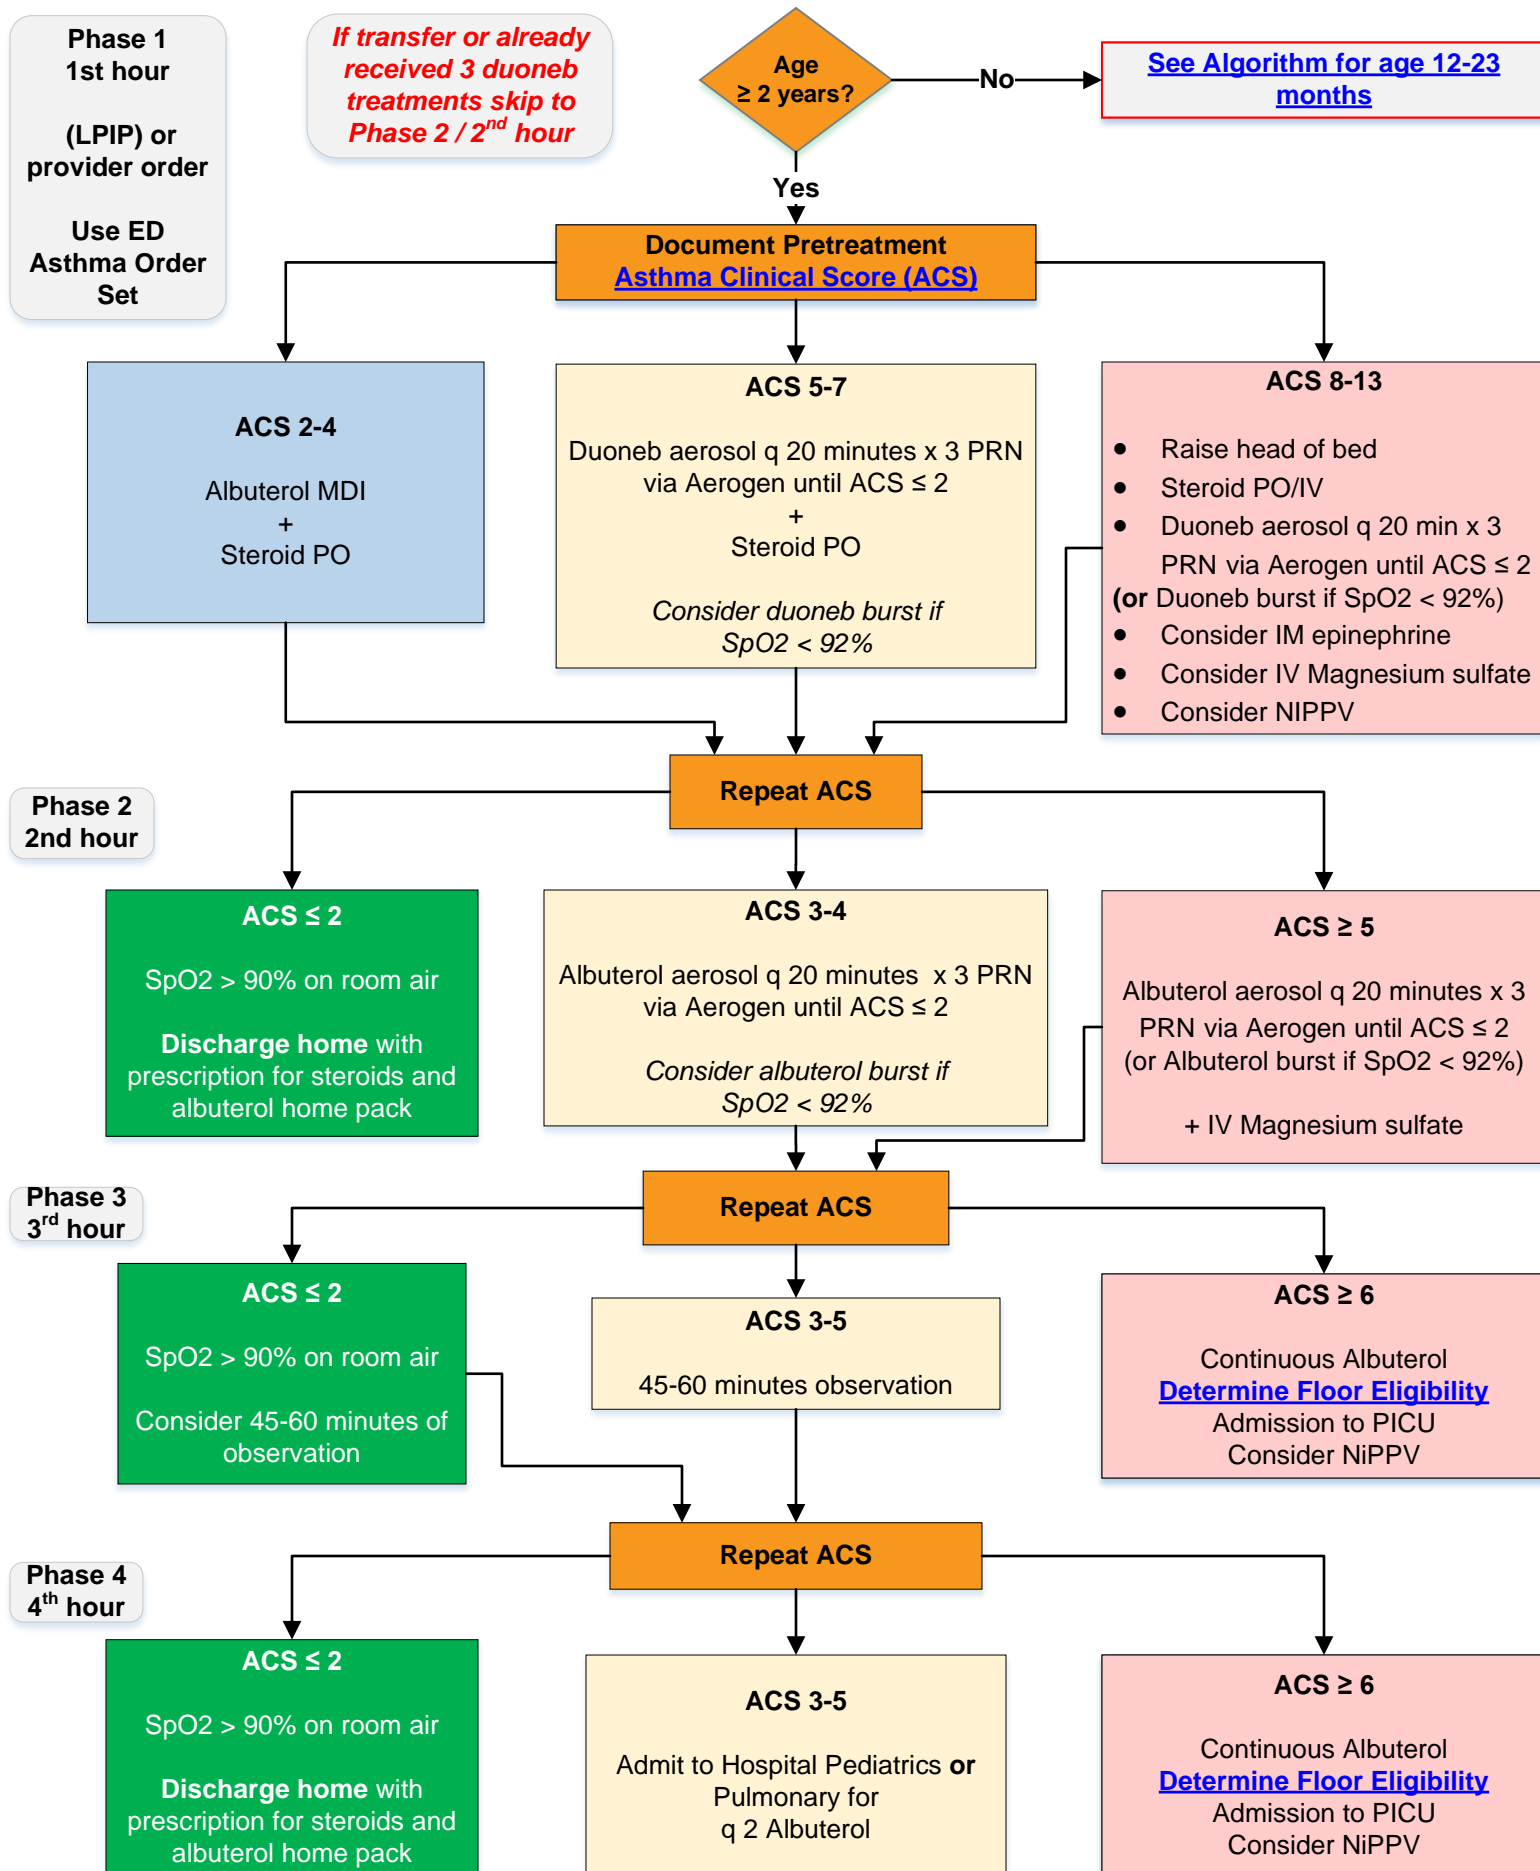 Phase 1
1st hour
(LPIP) or
provider order
Use ED
Asthma Order
Set
If transfer or already
received 3 duoneb
treatments skip to
Phase 2 / 2nd hour
Age
≥ 2 years?
No
See Algorithm for age 12-23
months
Yes
Document Pretreatment
Asthma Clinical Score (ACS)
ACS 2-4
Albuterol MDI
+
Steroid PO
ACS 5-7
Duoneb aerosol q 20 minutes x 3 PRN
via Aerogen until ACS ≤ 2
+
Steroid PO
Consider duoneb burst if
SpO2 < 92%
ACS 8-13
● Raise head of bed
● Steroid PO/IV
● Duoneb aerosol q 20 min x 3
PRN via Aerogen until ACS ≤ 2
(or Duoneb burst if SpO2 < 92%)
● Consider IM epinephrine
● Consider IV Magnesium sulfate
● Consider NIPPV
Repeat ACS
Phase 2
2nd hour
ACS ≤ 2
SpO2 > 90% on room air
Discharge home with
prescription for steroids and
albuterol home pack
ACS 3-4
Albuterol aerosol q 20 minutes x 3 PRN
via Aerogen until ACS ≤ 2
Consider albuterol burst if
SpO2 < 92%
ACS ≥ 5
Albuterol aerosol q 20 minutes x 3
PRN via Aerogen until ACS ≤ 2
(or Albuterol burst if SpO2 < 92%)
+ IV Magnesium sulfate
Phase 3
3rd hour
Repeat ACS
ACS ≤ 2
SpO2 > 90% on room air
Consider 45-60 minutes of
observation
ACS 3-5
45-60 minutes observation
ACS ≥ 6
Continuous Albuterol
Determine Floor Eligibility
Admission to PICU
Consider NiPPV
Repeat ACS
Phase 4
4th hour
ACS ≤ 2
SpO2 > 90% on room air
Discharge home with
prescription for steroids and
albuterol home pack
ACS 3-5
Admit to Hospital Pediatrics or
Pulmonary for
q 2 Albuterol
ACS ≥ 6
Continuous Albuterol
Determine Floor Eligibility
Admission to PICU
Consider NiPPV